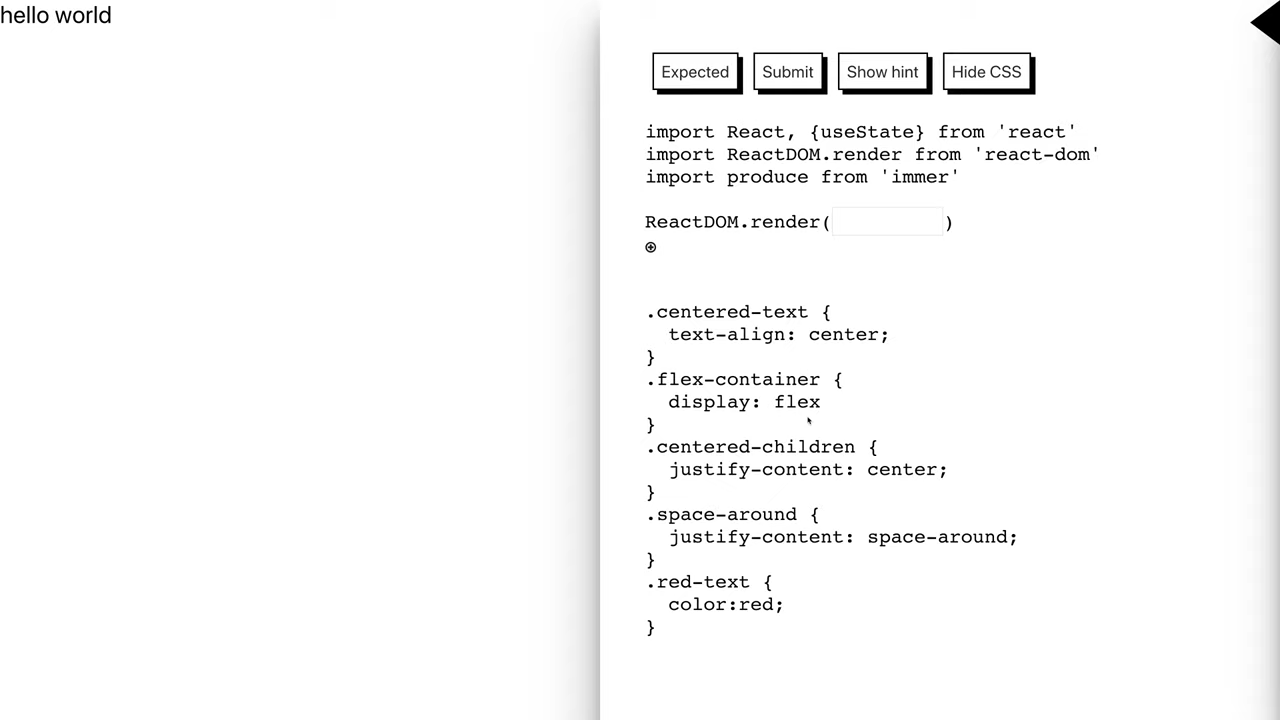 hello world
Expected
Submit
Show hint
Hide CSS
import React, {useState} from 'react'
import ReactDOM.render from 'react-dom'
import produce from 'immer'
ReactDOM.render( )
.centered-text {
text-align: center;
}
.flex-container {
display: flex
}
.centered-children {
justify-content: center;
}
.space-around {
justify-content: space-around;
}
.red-text {
color:red;
}